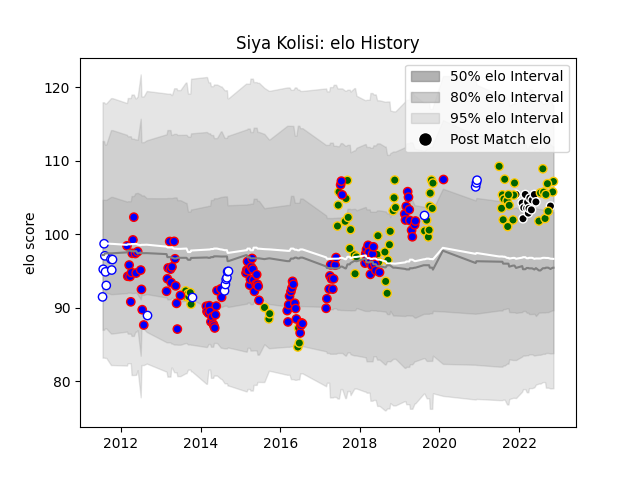 Siya Kolisi: elo History
50% elo Interval
80% elo Interval
95% elo Interval
Post Match elo
elo score
120
110
100
90
80
2012 2014 2016 2018 2020 2022